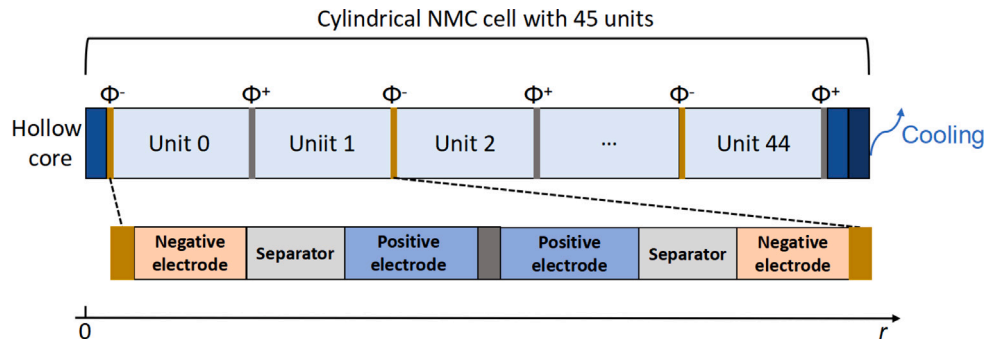 Cylindrical NMC cell with 45 units
Φ- Φ+ Φ- Φ+ Φ- Φ+
Hollow
core
Unit 0 Uniit 1 Unit 2 ... Unit 44
Cooling
Negative
electrode
Separator
Positive
electrode
Positive
electrode
Separator
Negative
electrode
0 r